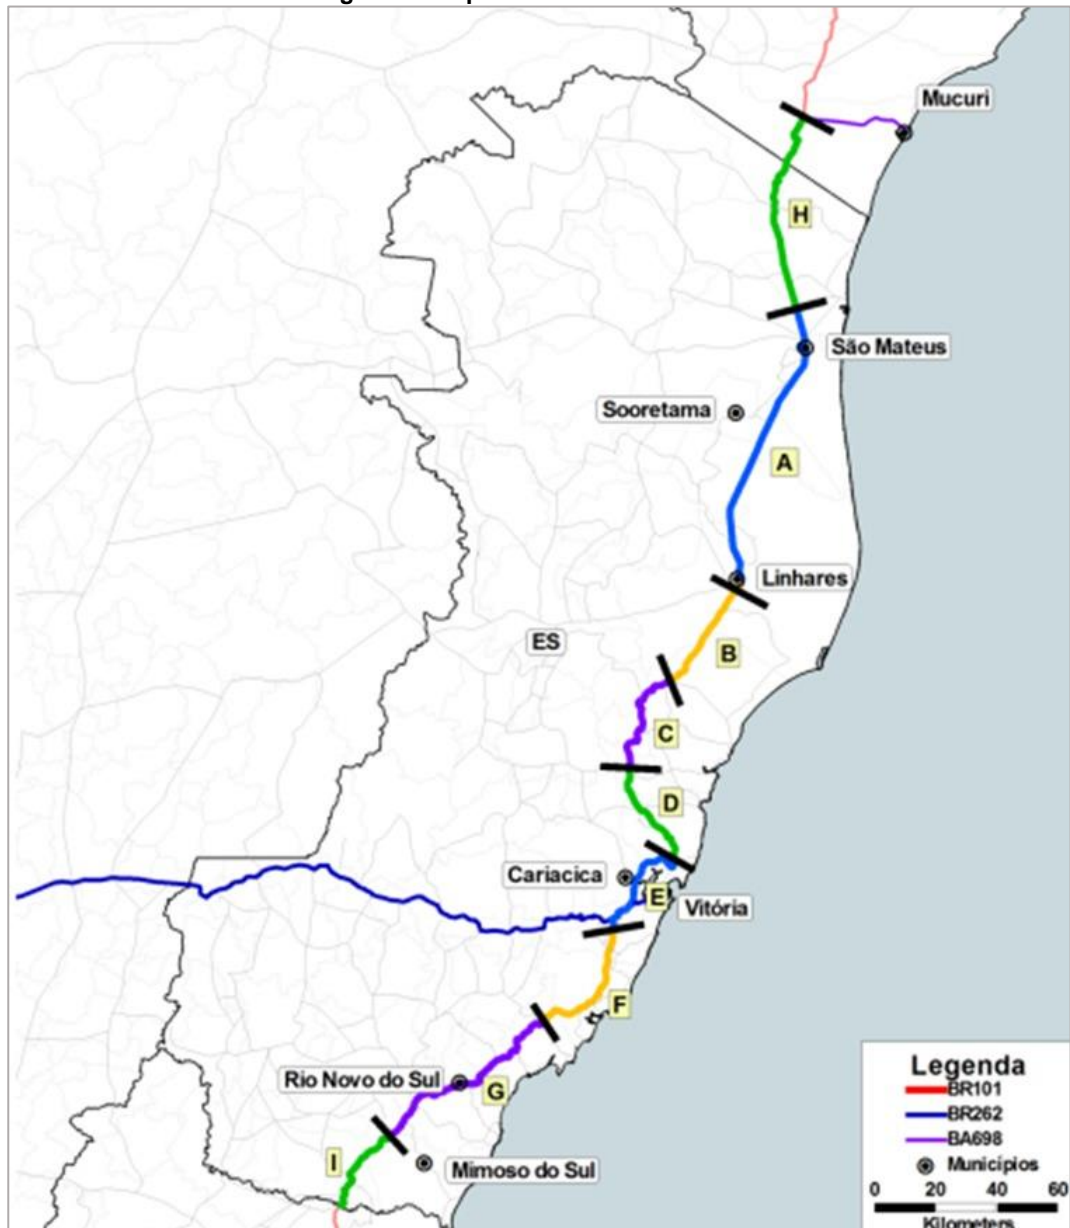 Mucuri
H
São Mateus
Sooretama
A
Linhares
ES
B
C
D
Cariacica
E
Vitória
F
Rio Novo do Sul
G
I
Mimoso do Sul
Legenda
BR101
BR262
BA698
Municípios
0 20 40 60
Kilometers